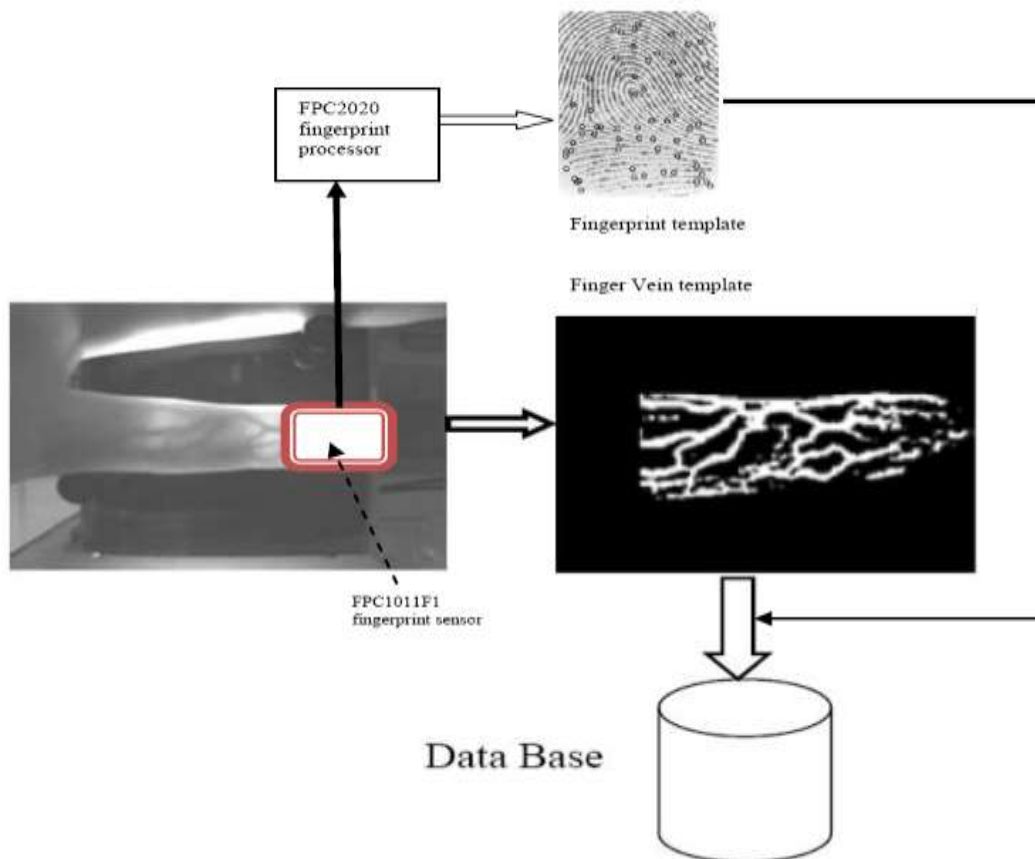 FPC2020
fingerprint
processor
Fingerprint template
Finger Vein template
FPC1011F1
fingerprint sensor
Data Base